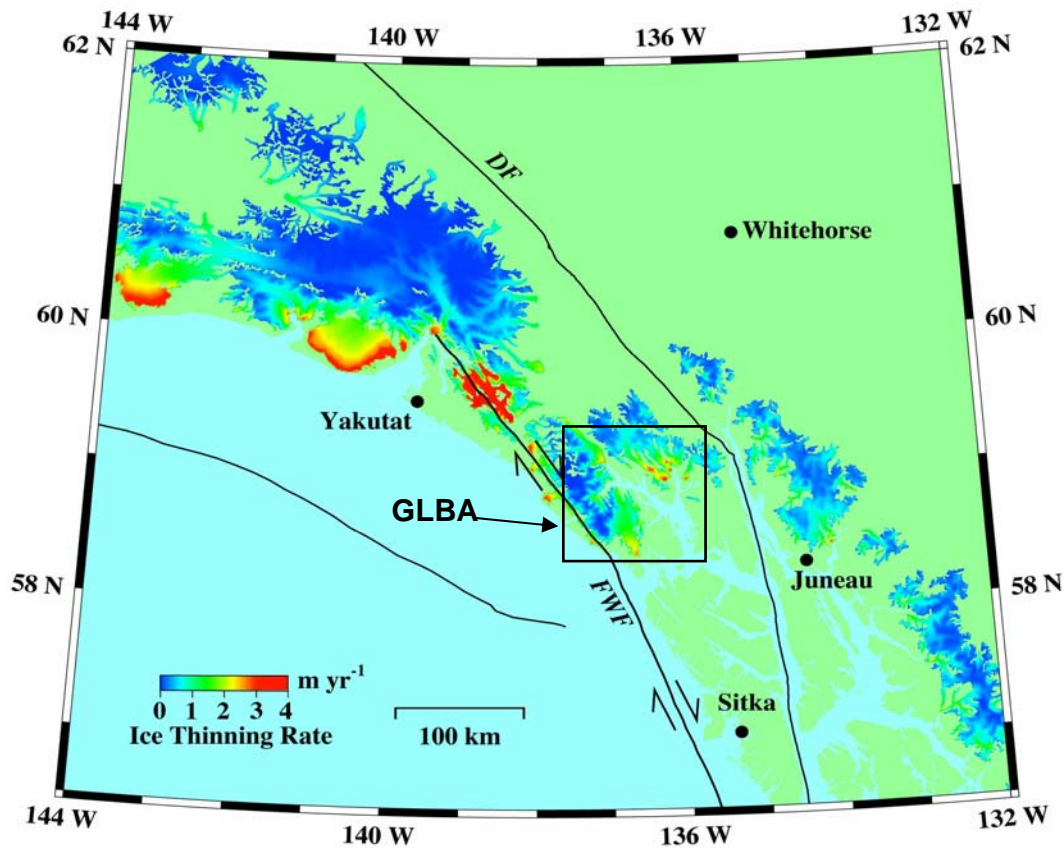 144 W
140 W
136 W
132 W
62 N
62 N
DF
Whitehorse
60 N
60 N
Yakutat
GLBA
58 N
58 N
Juneau
FWF
m yr-1
0 1 2 3 4
Ice Thinning Rate
100 km
Sitka
144 W
140 W
136 W
132 W